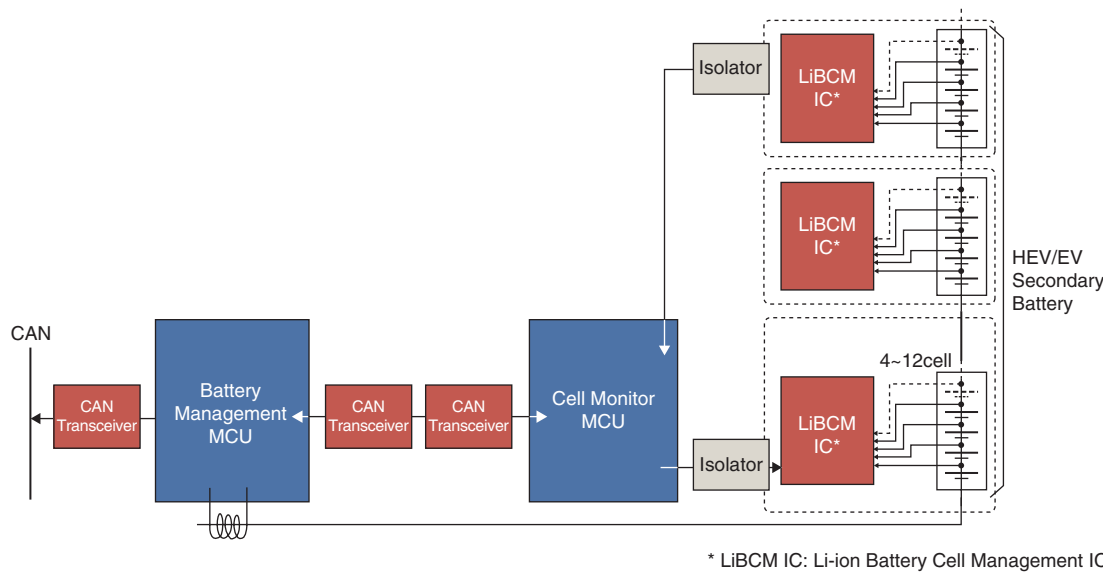 Isolator
LiBCM
IC*
LiBCM
IC*
HEV/EV
Secondary
Battery
CAN
4~12cell
Battery
Management
MCU
Cell Monitor
MCU
CAN
Transceiver
CAN
Transceiver
CAN
Transceiver
LiBCM
IC*
Isolator
* LiBCM IC: Li-ion Battery Cell Management IC